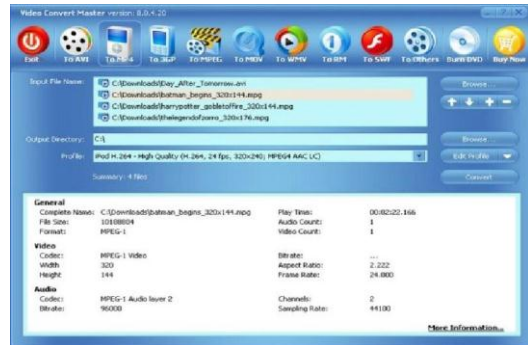 Video Convert Master version: 8.0.4.20
Exit
To AVI
To MP4
To 3GP
To MPEG
To MOV
To WMV
To RM
To SWF
To Others
Burn DVD
Buy Now
Input File Name:
C:\Downloads\Day_After_Tomorrow.avi
C:\Downloads\batman_begins_320x144.mpg
C:\Downloads\harrypotter_gobletoffire_320x144.mpg
C:\Downloads\thelegendofzorro_320x176.mpg
Browse...
Output Directory: C:\ Browse...
Profile: iPod H.264 - High Quality (H.264, 24 fps, 320x240; MPEG4 AAC LC) Edit Profile
Summary: 4 files Convert
General
Complete Name: C:\Downloads\batman_begins_320x144.mpg Play Time: 00:02:22.166
File Size: 10188804 Audio Count: 1
Format: MPEG-1 Video Count: 1
Video
Codec: MPEG-1 Video Bitrate: ...
Width 320 Aspect Ratio: 2.222
Height 144 Frame Rate: 24.000
Audio
Codec: MPEG-1 Audio layer 2 Channels: 2
Bitrate: 96000 Sampling Rate: 44100
More Information...